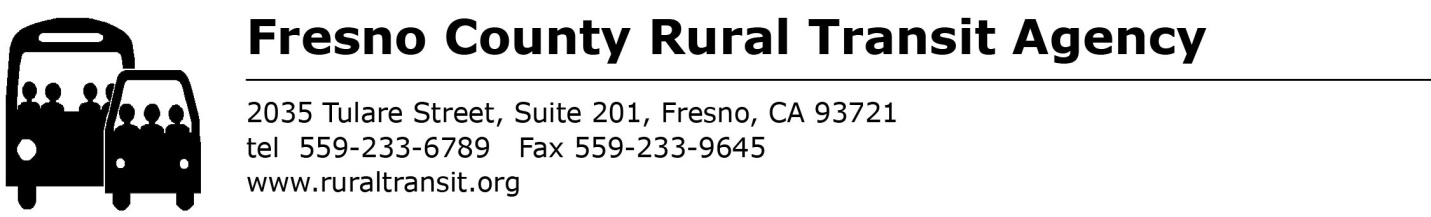 Fresno County Rural Transit Agency
2035 Tulare Street, Suite 201, Fresno, CA 93721
tel  559-233-6789   Fax 559-233-9645
www.ruraltransit.org